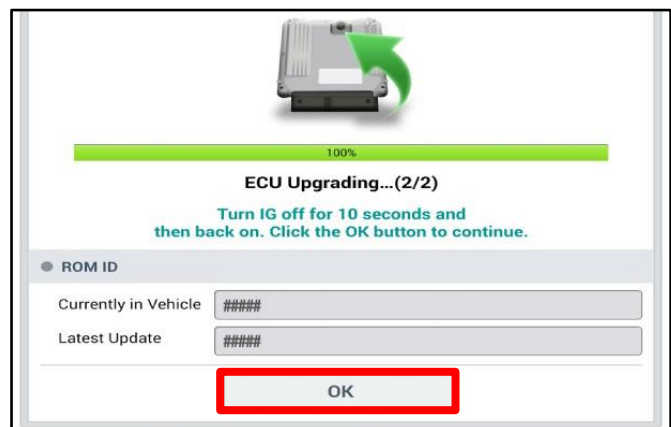 100%
ECU Upgrading...(2/2)
Turn IG off for 10 seconds and
then back on. Click the OK button to continue.
ROM ID
Currently in Vehicle #####
Latest Update #####
OK